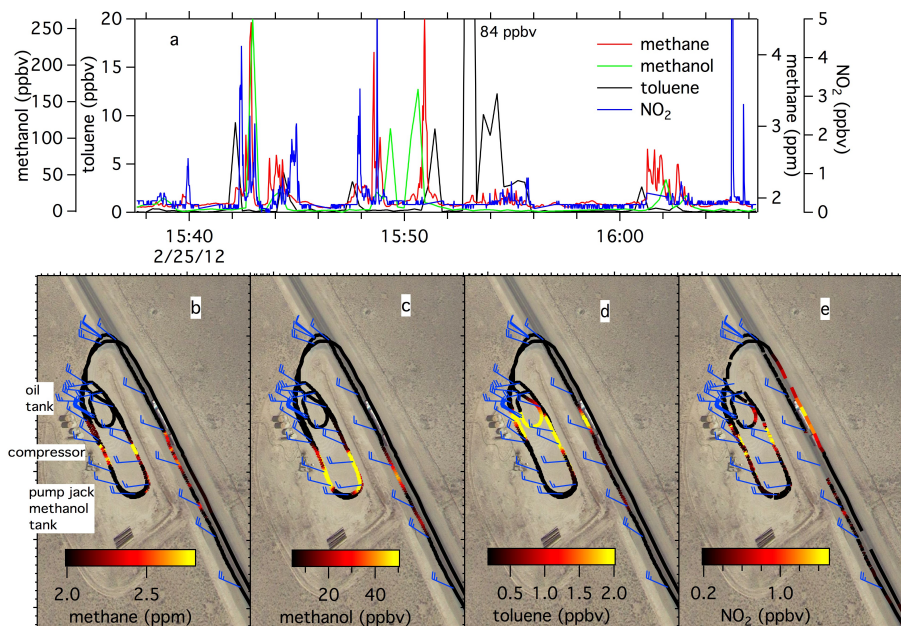 a
84 ppbv
methane
methanol
toluene
NO2
methanol (ppbv)
250
200
150
100
50
0
toluene (ppbv)
20
15
10
5
0
4
3
2
methane (ppm)
5
4
3
2
1
0
NO2 (ppbv)
15:40
15:50
16:00
2/25/12
b
c
d
e
oil
tank
compressor
pump jack
methanol
tank
2.0
2.5
methane (ppm)
20
40
methanol (ppbv)
0.5
1.0
1.5
2.0
toluene (ppbv)
0.2
1.0
NO2 (ppbv)